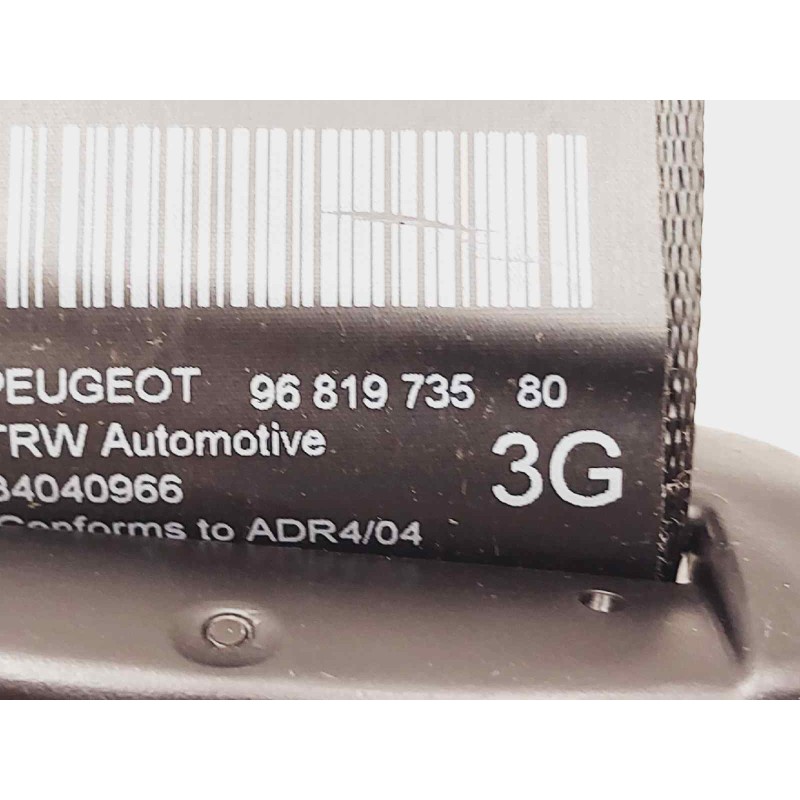 PEUGEOT 96 819 735 80
TRW Automotive 3G
34040966
Conforms to ADR4/04